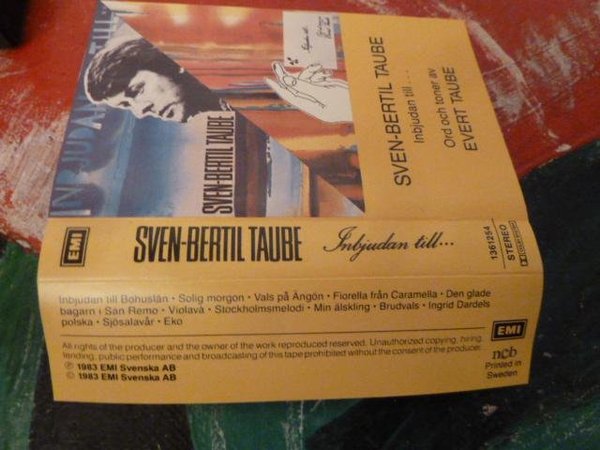 INBJUDAN TILL
SVEN-BERTIL TAUBE
SVEN-BERTIL TAUBE
Inbjudan till...
Ord och toner av
EVERT TAUBE
EMI
SVEN-BERTIL TAUBE
Inbjudan till...
1361254
STEREO
Inbjudan till Bohuslän • Solig morgon • Vals på Ängön • Fiorella från Caramella • Den glade
bagarn i San Remo • Violava • Stockholmsmelodi • Min älskling • Brudvals • Ingrid Dardels
polska • Sjösalavår • Eko
All rights of the producer and the owner of the work reproduced reserved. Unauthorized copying, hiring,
lending, public performance and broadcasting of this tape prohibited without the consent of the producer.
℗ 1983 EMI Svenska AB
© 1983 EMI Svenska AB
EMI
ncb
Printed in
Sweden